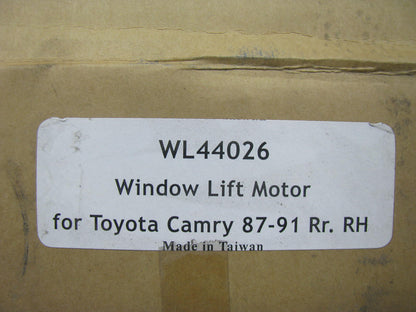 WL44026
Window Lift Motor
for Toyota Camry 87-91 Rr. RH
Made in Taiwan